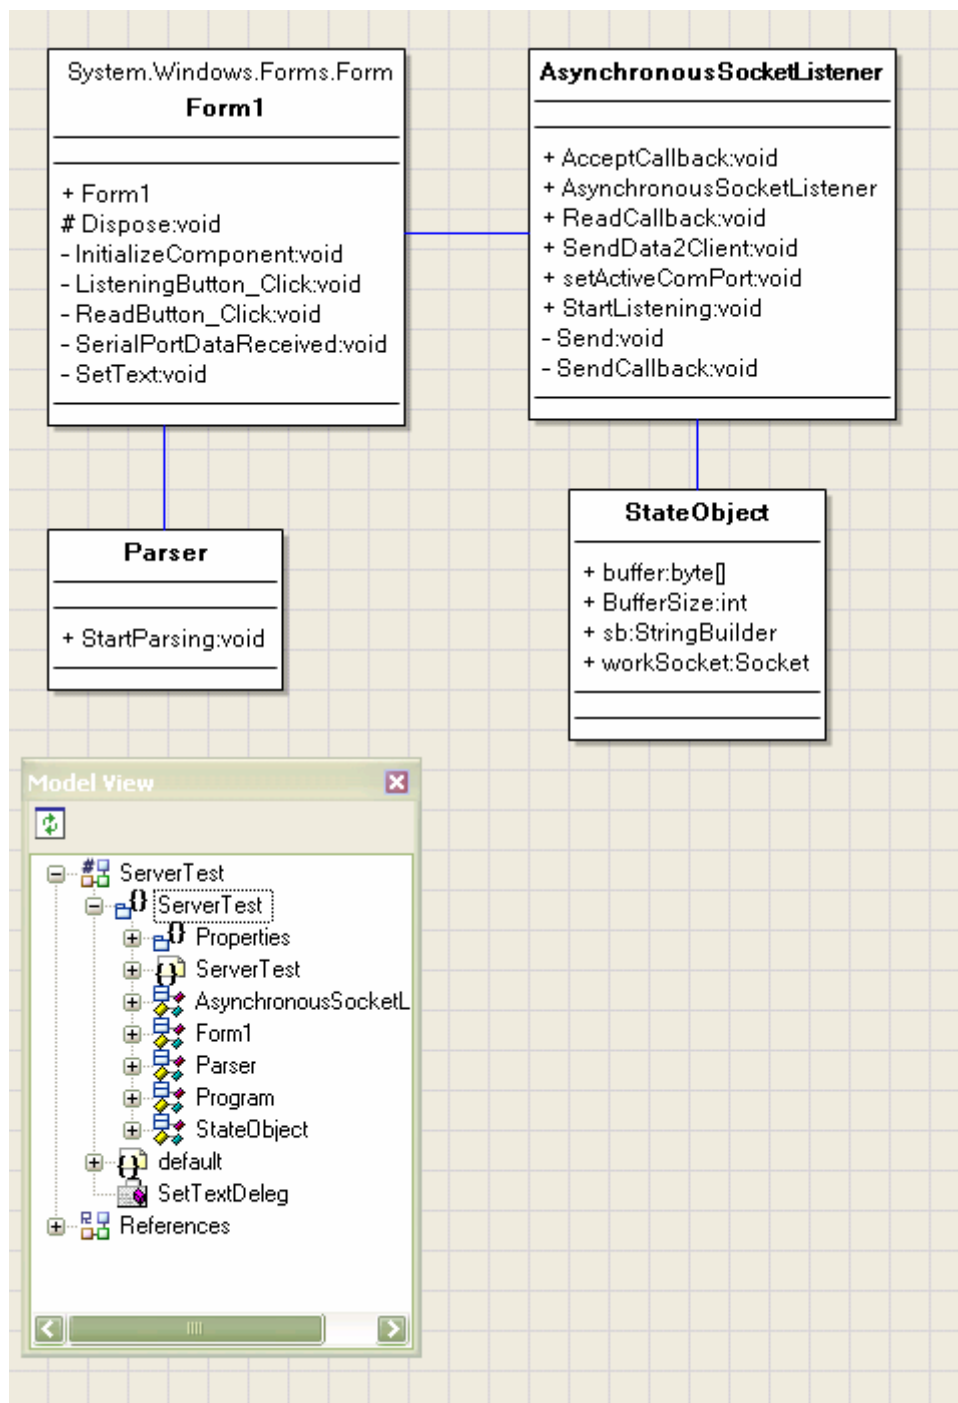 System.Windows.Forms.Form
Form1
+ Form1
# Dispose:void
- InitializeComponent:void
- ListeningButton_Click:void
- ReadButton_Click:void
- SerialPortDataReceived:void
- SetText:void
AsynchronousSocketListener
+ AcceptCallback:void
+ AsynchronousSocketListener
+ ReadCallback:void
+ SendData2Client:void
+ setActiveComPort:void
+ StartListening:void
- Send:void
- SendCallback:void
Parser
+ StartParsing:void
StateObject
+ buffer:byte[]
+ BufferSize:int
+ sb:StringBuilder
+ workSocket:Socket
Model View
ServerTest
ServerTest
Properties
ServerTest
AsynchronousSocketL
Form1
Parser
Program
StateObject
default
SetTextDeleg
References